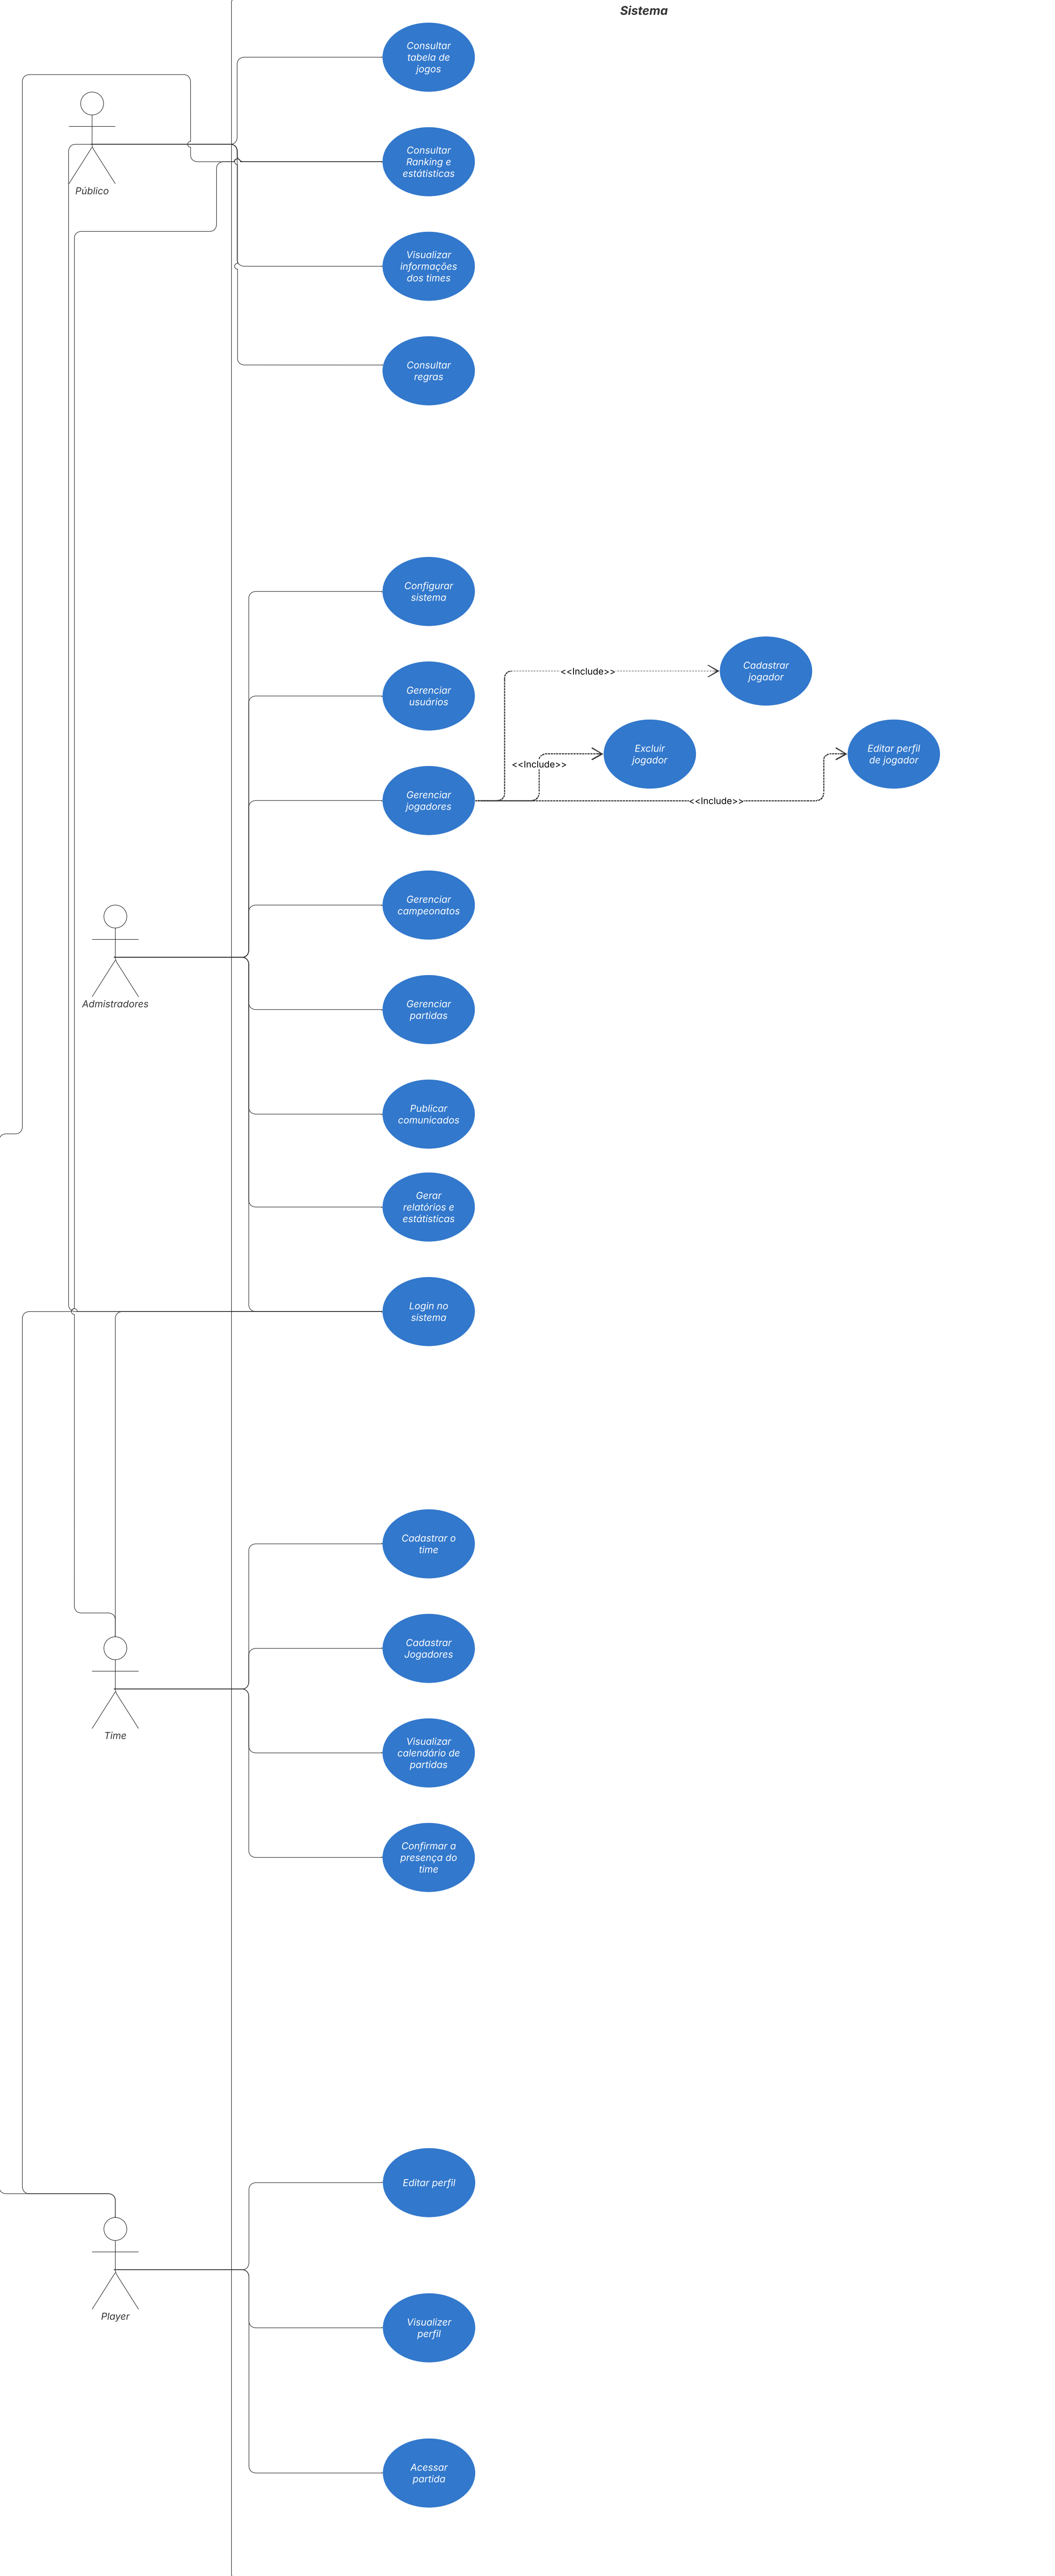 Sistema
Consultar
tabela de
jogos
Público
Consultar
Ranking e
estátisticas
Visualizar
informações
dos times
Consultar
regras
Configurar
sistema
Gerenciar
usuários
<<Include>>
Cadastrar
jogador
<<Include>>
Excluir
jogador
Editar perfil
de jogador
Gerenciar
jogadores
<<Include>>
Gerenciar
campeonatos
Admistradores
Gerenciar
partidas
Publicar
comunicados
Gerar
relatórios e
estátisticas
Login no
sistema
Cadastrar o
time
Cadastrar
Jogadores
Time
Visualizar
calendário de
partidas
Confirmar a
presença do
time
Editar perfil
Player
Visualizer
perfil
Acessar
partida